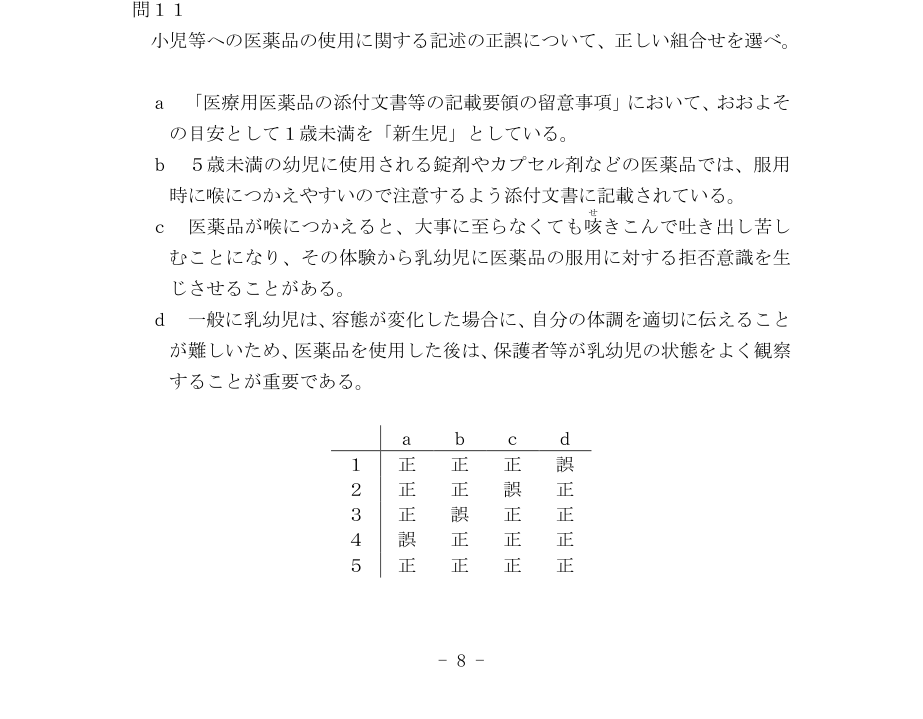 問１１
小児等への医薬品の使用に関する記述の正誤について、正しい組合せを選べ。
ａ　「医療用医薬品の添付文書等の記載要領の留意事項」において、おおよそ
の目安として１歳未満を「新生児」としている。
ｂ　５歳未満の幼児に使用される錠剤やカプセル剤などの医薬品では、服用
時に喉につかえやすいので注意するよう添付文書に記載されている。
せ
ｃ　医薬品が喉につかえると、大事に至らなくても咳きこんで吐き出し苦し
むことになり、その体験から乳幼児に医薬品の服用に対する拒否意識を生
じさせることがある。
ｄ　一般に乳幼児は、容態が変化した場合に、自分の体調を適切に伝えること
が難しいため、医薬品を使用した後は、保護者等が乳幼児の状態をよく観察
することが重要である。
ａ　ｂ　ｃ　ｄ
１　正　正　正　誤
２　正　正　誤　正
３　正　誤　正　正
４　誤　正　正　正
５　正　正　正　正
- 8 -